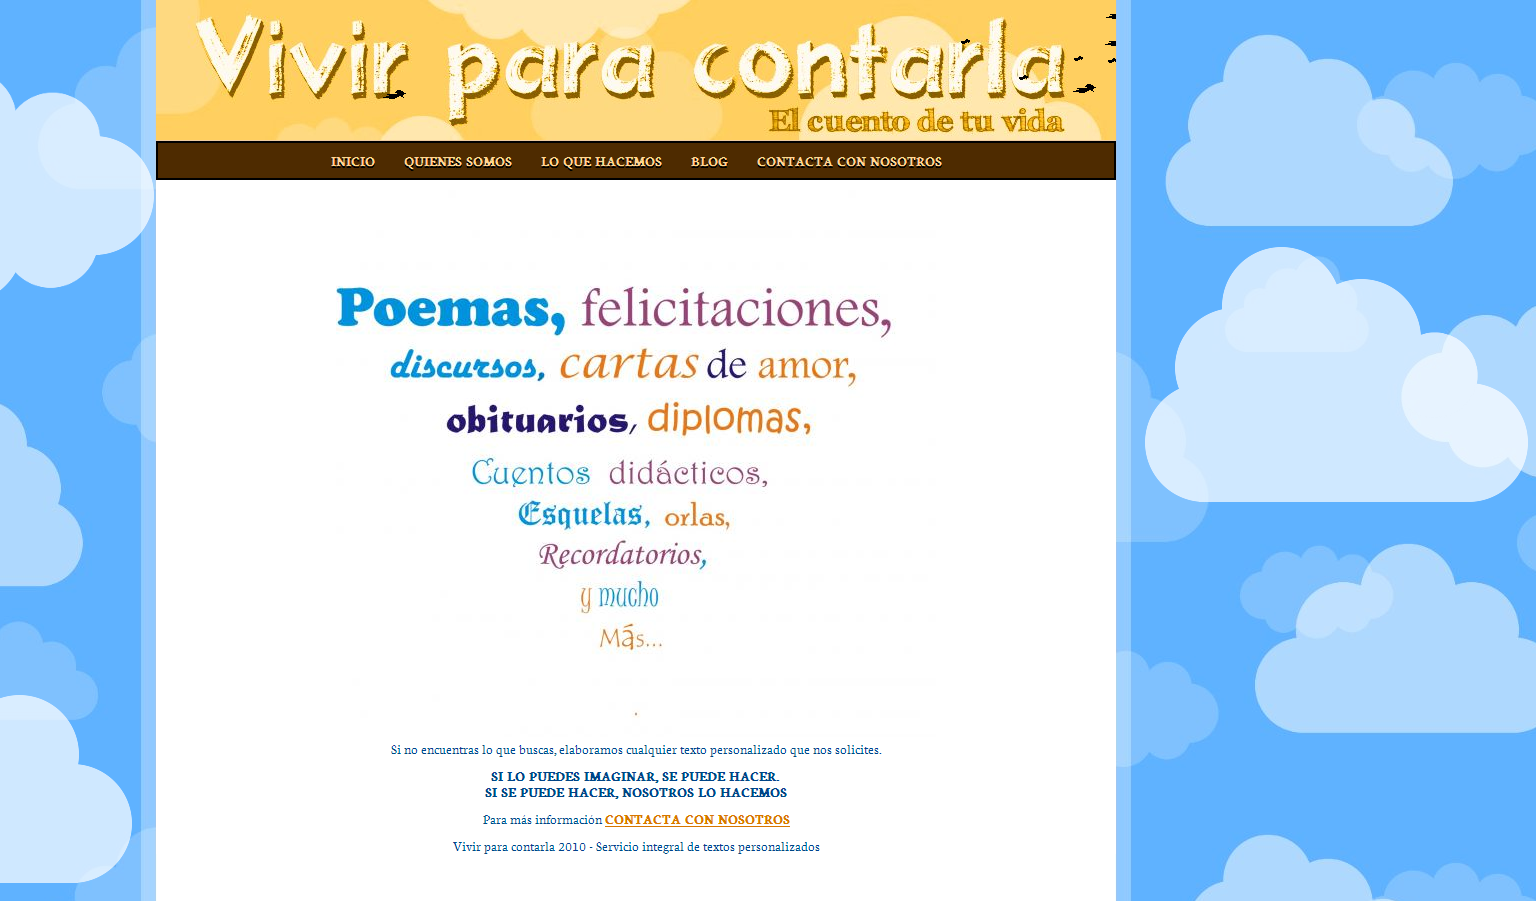 Vivir para contarla
El cuento de tu vida
INICIO QUIENES SOMOS LO QUE HACEMOS BLOG CONTACTA CON NOSOTROS
Poemas, felicitaciones,
discursos, cartas de amor,
obituarios, diplomas,
Cuentos didácticos,
Esquelas, orlas,
Recordatorios,
y mucho
Más...
.
Si no encuentras lo que buscas, elaboramos cualquier texto personalizado que nos solicites.
SI LO PUEDES IMAGINAR, SE PUEDE HACER.
SI SE PUEDE HACER, NOSOTROS LO HACEMOS
Para más información CONTACTA CON NOSOTROS
Vivir para contarla 2010 - Servicio integral de textos personalizados